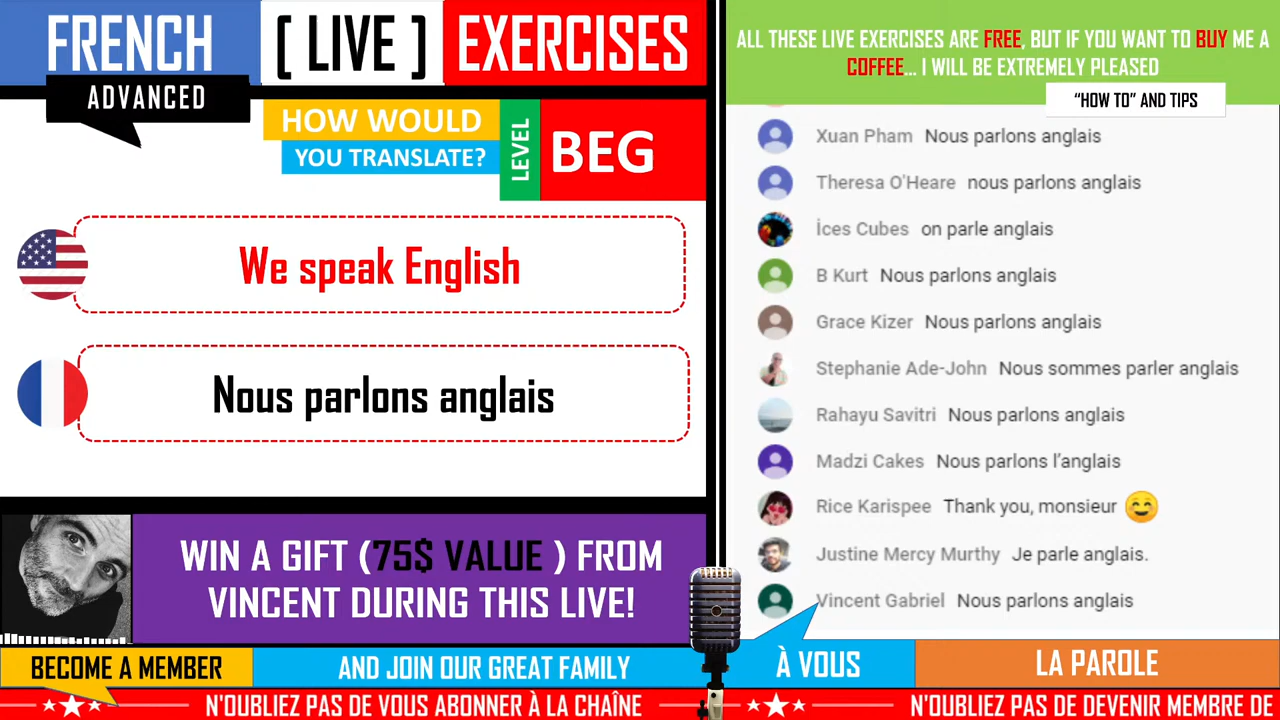 FRENCH [ LIVE ] EXERCISES
ADVANCED
HOW WOULD
YOU TRANSLATE?
LEVEL
BEG
We speak English
Nous parlons anglais
WIN A GIFT (75$ VALUE ) FROM
VINCENT DURING THIS LIVE!
BECOME A MEMBER
AND JOIN OUR GREAT FAMILY
ALL THESE LIVE EXERCISES ARE FREE, BUT IF YOU WANT TO BUY ME A
COFFEE... I WILL BE EXTREMELY PLEASED
“HOW TO” AND TIPS
Xuan Pham Nous parlons anglais
Theresa O'Heare nous parlons anglais
İces Cubes on parle anglais
B Kurt Nous parlons anglais
Grace Kizer Nous parlons anglais
Stephanie Ade-John Nous sommes parler anglais
Rahayu Savitri Nous parlons anglais
Madzi Cakes Nous parlons l’anglais
Rice Karispee Thank you, monsieur 😊
Justine Mercy Murthy Je parle anglais.
Vincent Gabriel Nous parlons anglais
À VOUS
LA PAROLE
N'OUBLIEZ PAS DE VOUS ABONNER À LA CHAÎNE
N'OUBLIEZ PAS DE DEVENIR MEMBRE DE